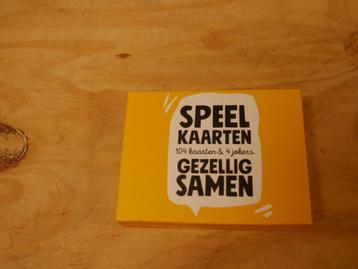 SPEEL
KAARTEN
104 kaarten & 4 jokers
GEZELLIG
SAMEN